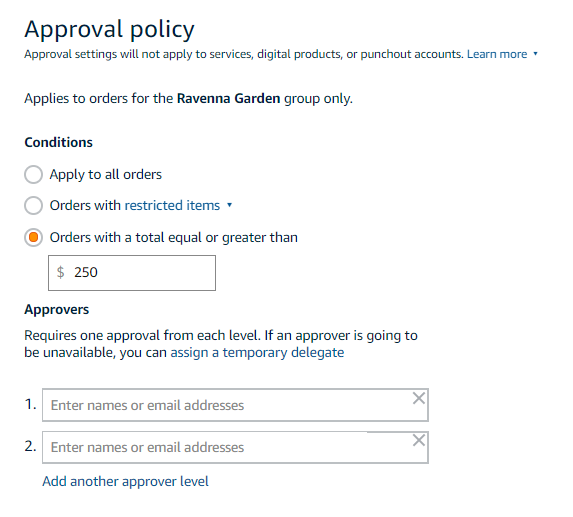 Approval policy
Approval settings will not apply to services, digital products, or punchout accounts. Learn more
Applies to orders for the Ravenna Garden group only.
Conditions
Apply to all orders
Orders with restricted items
Orders with a total equal or greater than
$ 250
Approvers
Requires one approval from each level. If an approver is going to
be unavailable, you can assign a temporary delegate
1. Enter names or email addresses
2. Enter names or email addresses
Add another approver level